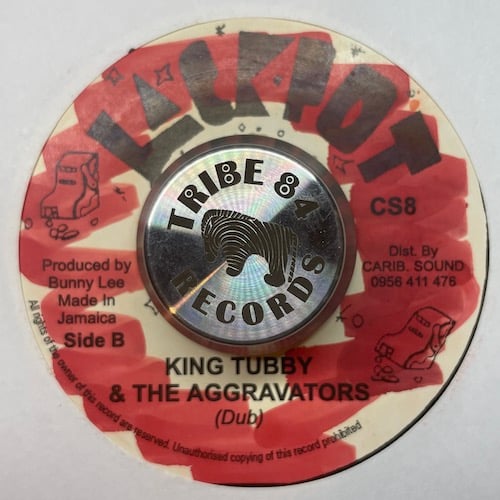 JACKPOT
TRIBE 84
RECORDS
CS8
Produced by
Bunny Lee
Made In
Jamaica
Side B
Dist. By
CARIB. SOUND
0956 411 476
KING TUBBY
& THE AGGRAVATORS
(Dub)
All rights of the owner of this record are reserved. Unauthorised copying of this record prohibited